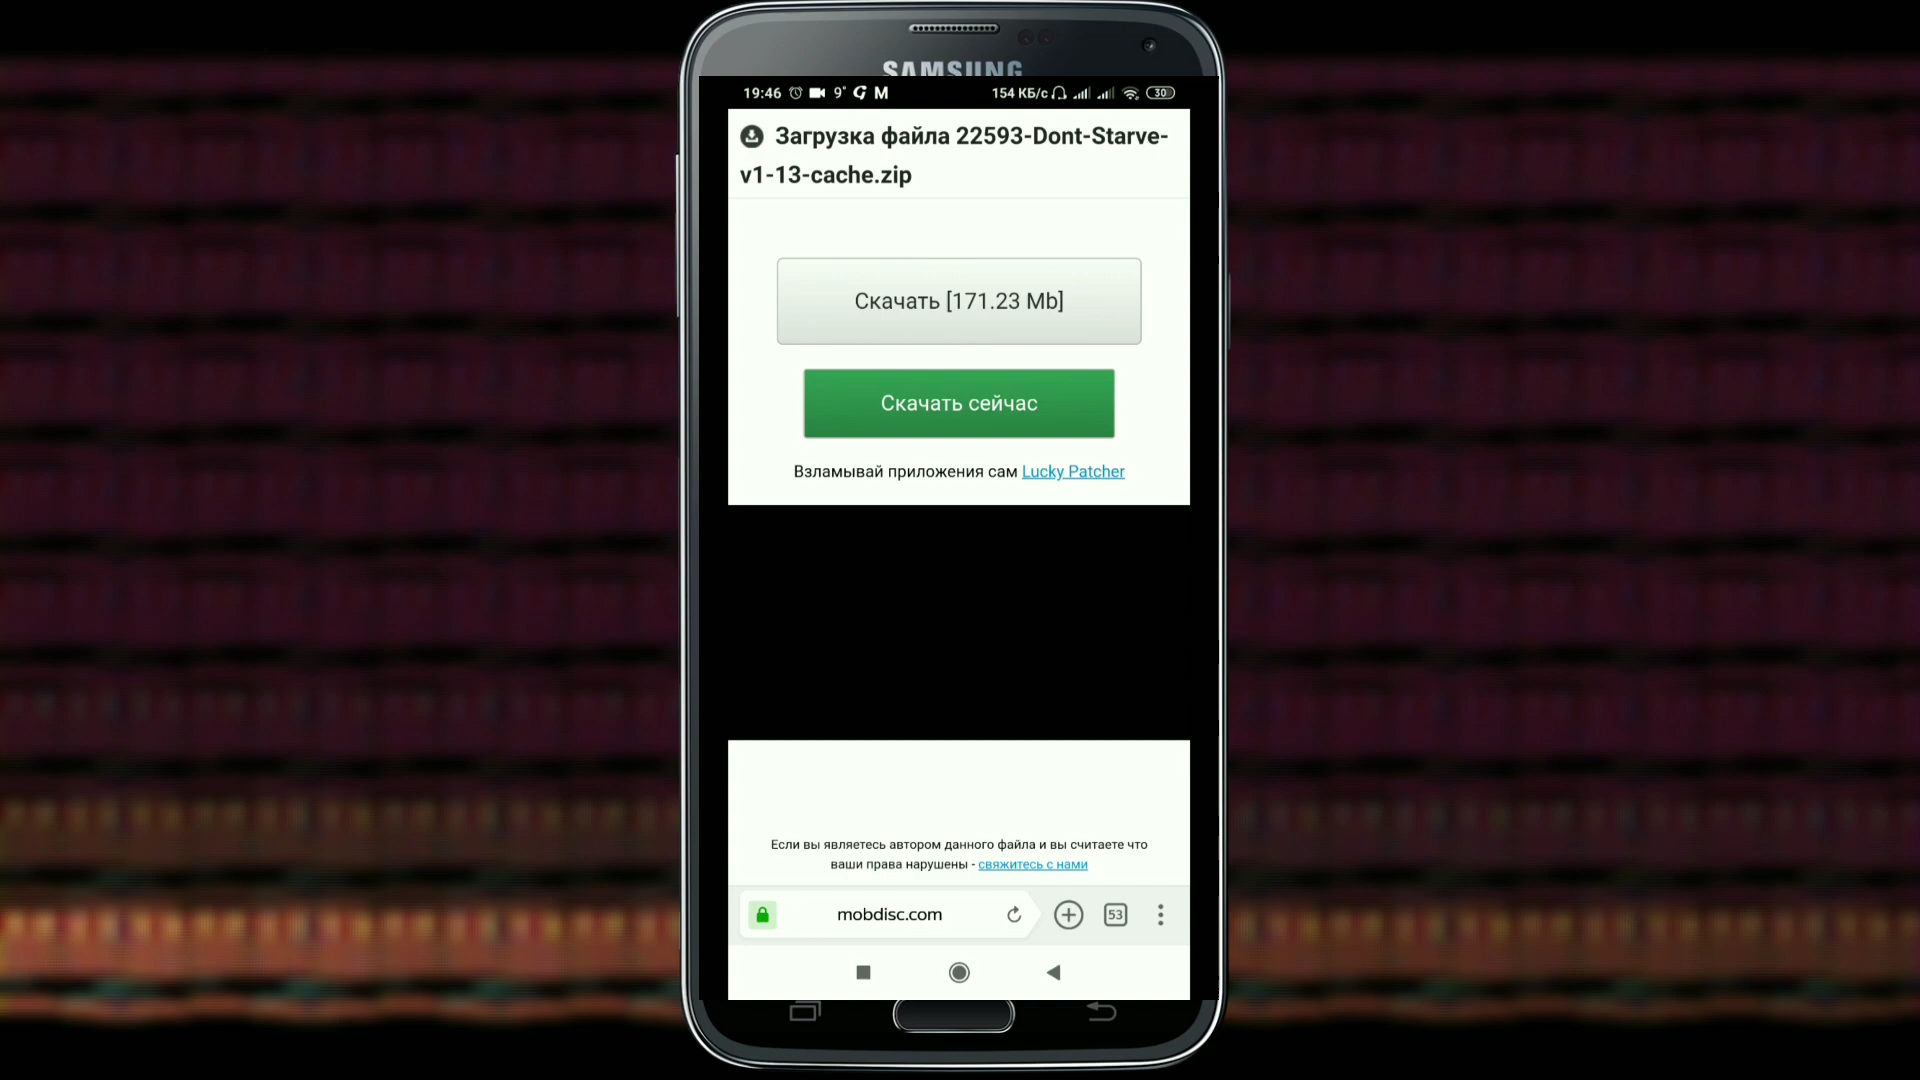 SAMSUNG
19:46 9° G M 154 КБ/с 30
Загрузка файла 22593-Dont-Starve-
v1-13-cache.zip
Скачать [171.23 Mb]
Скачать сейчас
Взламывай приложения сам Lucky Patcher
Если вы являетесь автором данного файла и вы считаете что
ваши права нарушены - свяжитесь с нами
mobdisc.com 53